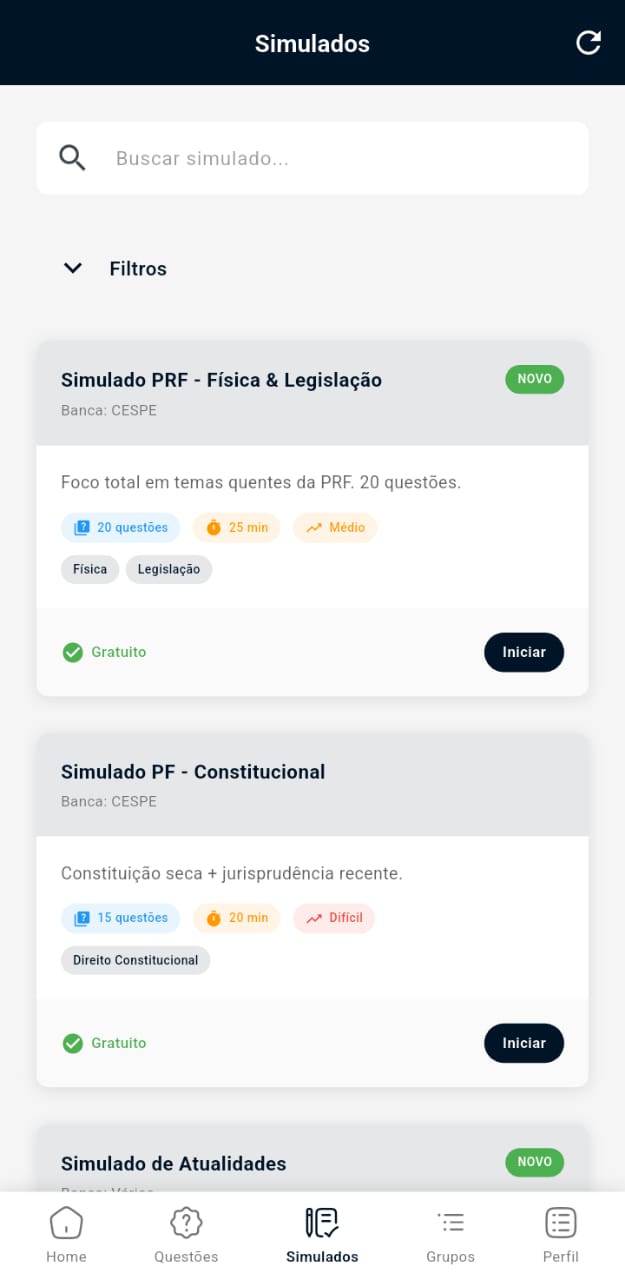 Simulados
Buscar simulado...
Filtros
Simulado PRF - Física & Legislação
NOVO
Banca: CESPE
Foco total em temas quentes da PRF. 20 questões.
20 questões 25 min Médio
Física Legislação
Gratuito Iniciar
Simulado PF - Constitucional
Banca: CESPE
Constituição seca + jurisprudência recente.
15 questões 20 min Difícil
Direito Constitucional
Gratuito Iniciar
Simulado de Atualidades
NOVO
Home Questões Simulados Grupos Perfil